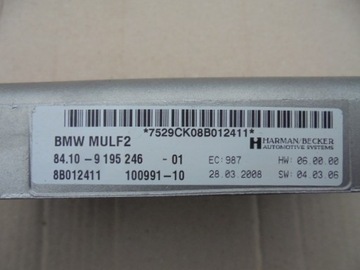 *7529CK08B012411*
BMW MULF2
HARMAN/BECKER
AUTOMOTIVE SYSTEMS
84.10 - 9 195 246 - 01
EC: 987
HW: 06.00.00
8B012411 100991-10
28.03.2008
SW: 04.03.06